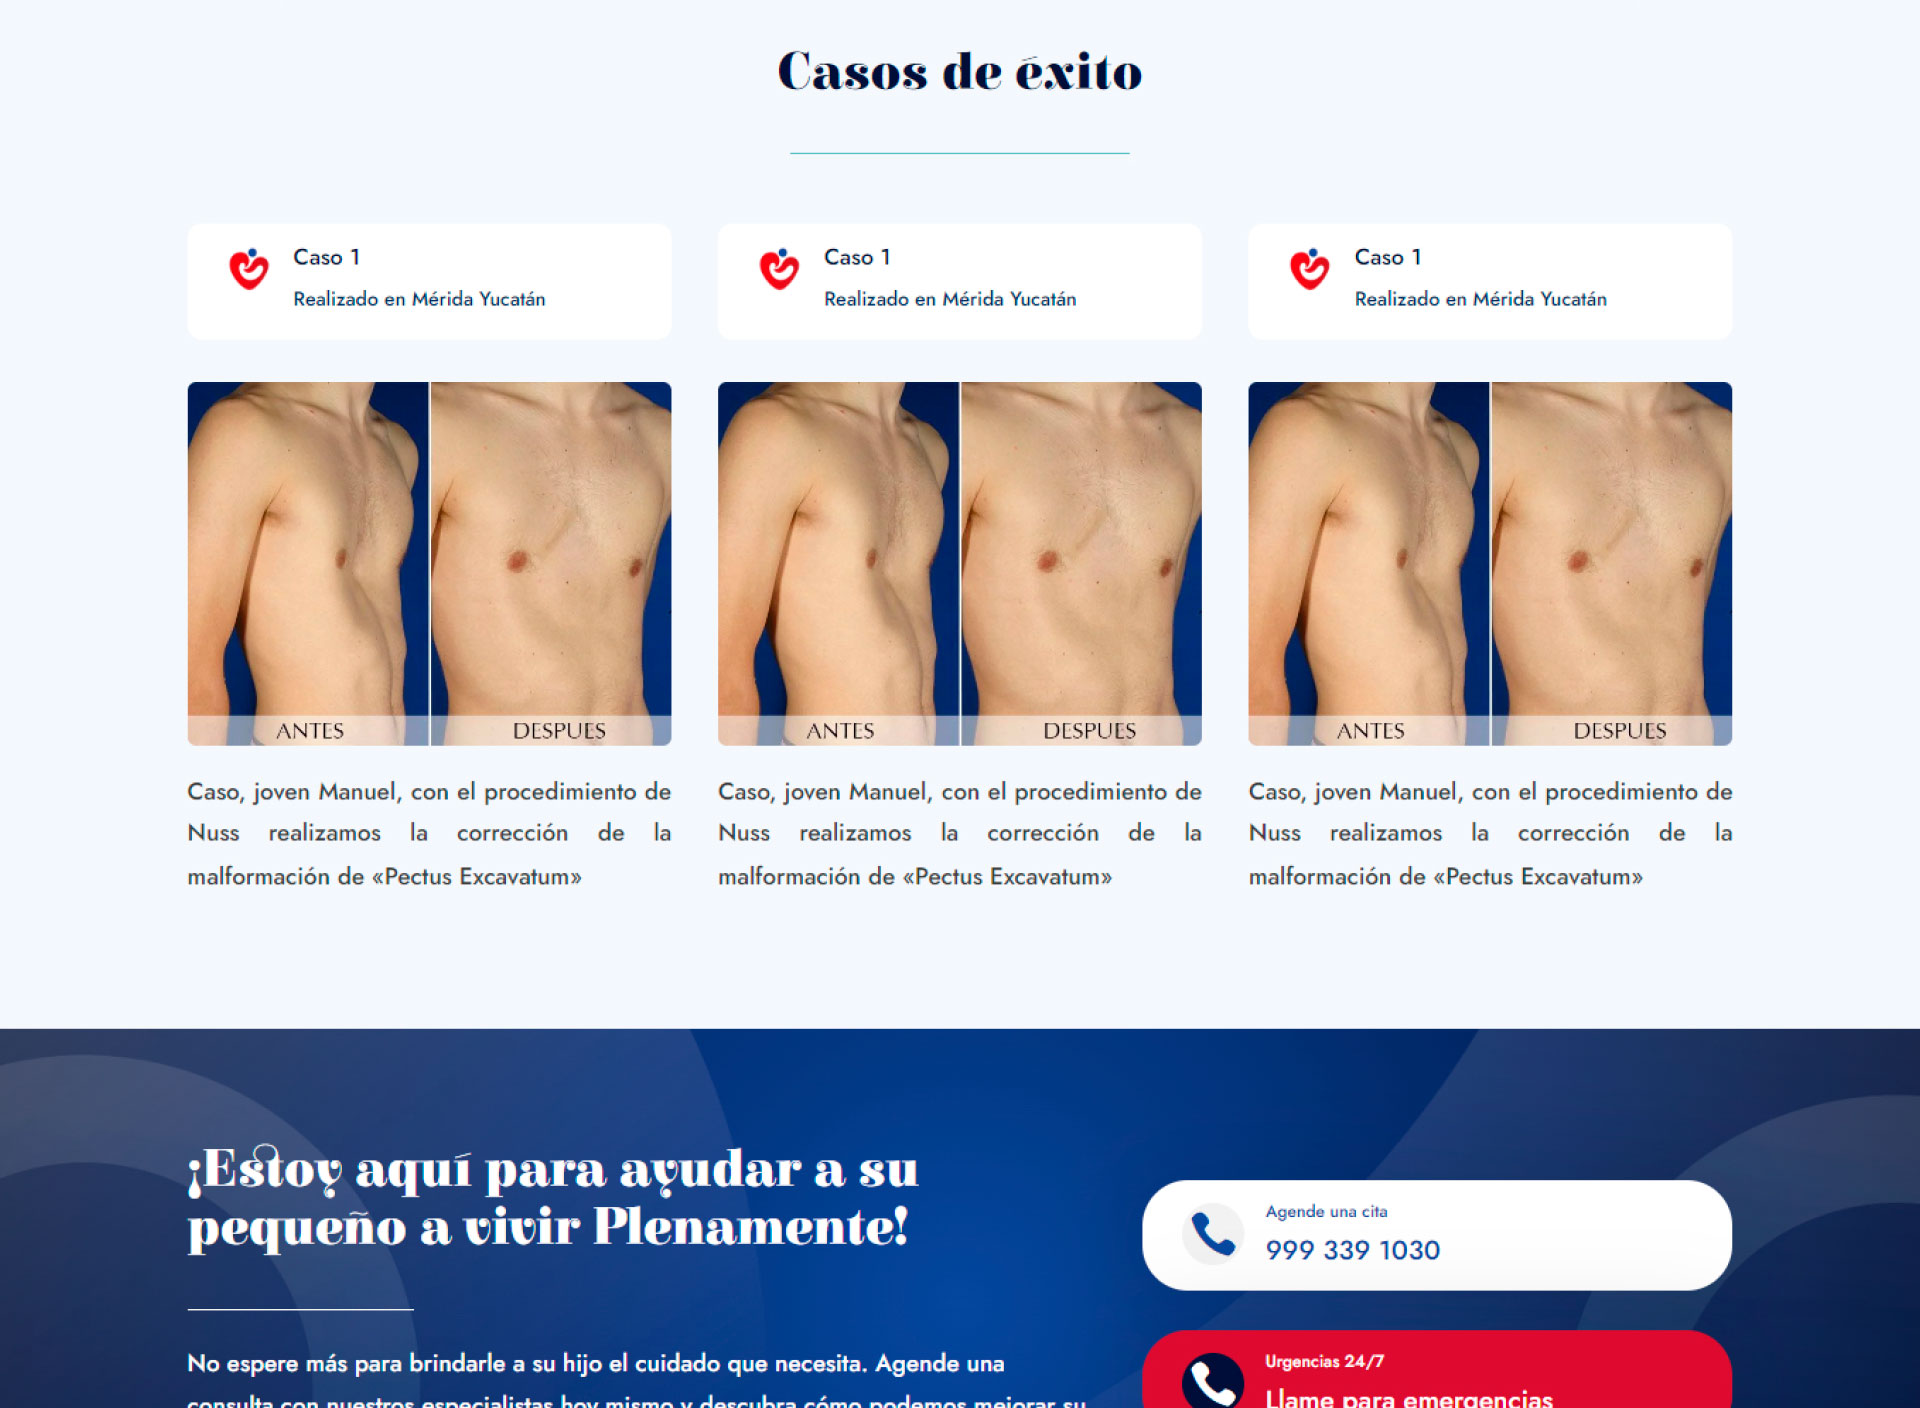 Casos de éxito
Caso 1
Realizado en Mérida Yucatán
Caso 1
Realizado en Mérida Yucatán
Caso 1
Realizado en Mérida Yucatán
ANTES
DESPUES
ANTES
DESPUES
ANTES
DESPUES
Caso, joven Manuel, con el procedimiento de
Nuss realizamos la corrección de la
malformación de «Pectus Excavatum»
Caso, joven Manuel, con el procedimiento de
Nuss realizamos la corrección de la
malformación de «Pectus Excavatum»
Caso, joven Manuel, con el procedimiento de
Nuss realizamos la corrección de la
malformación de «Pectus Excavatum»
¡Estoy aquí para ayudar a su
pequeño a vivir Plenamente!
No espere más para brindarle a su hijo el cuidado que necesita. Agende una
consulta con nuestros especialistas hoy mismo y descubra cómo podemos mejorar su
Agende una cita
999 339 1030
Urgencias 24/7
Llame para emergencias